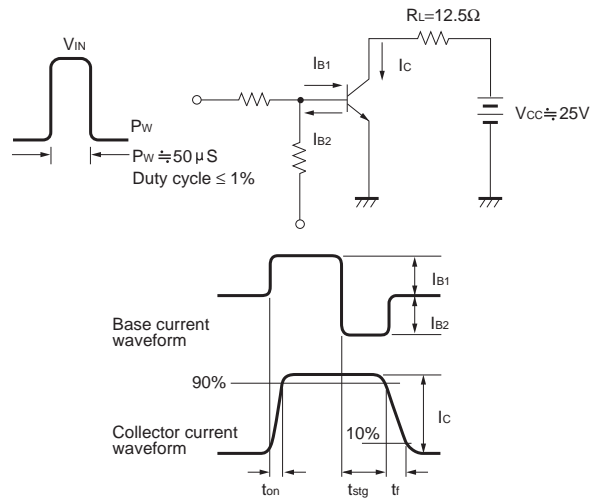 VIN
PW
PW≒50μS
Duty cycle ≤ 1%
RL=12.5Ω
IB1
IC
IB2
VCC≒25V
IB1
IB2
Base current
waveform
90%
IC
10%
Collector current
waveform
ton
tstg
tf